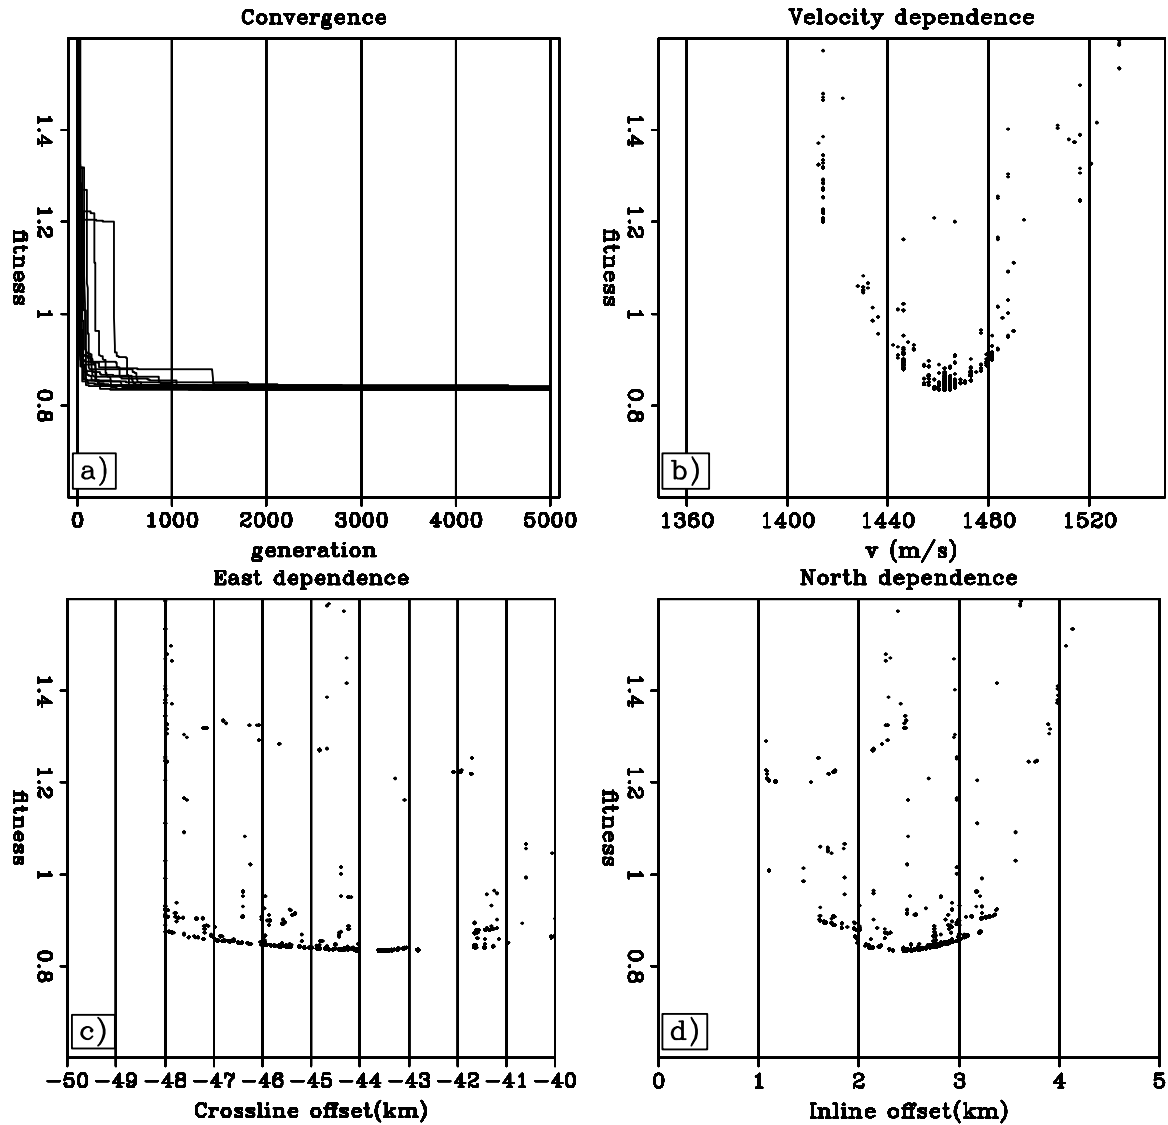 Convergence
fitness
1.4
1.2
1
0.8
a)
0 1000 2000 3000 4000 5000
generation
Velocity dependence
fitness
1.4
1.2
1
0.8
b)
1360 1400 1440 1480 1520
v (m/s)
East dependence
fitness
1.4
1.2
1
0.8
c)
-50 -49 -48 -47 -46 -45 -44 -43 -42 -41 -40
Crossline offset(km)
North dependence
fitness
1.4
1.2
1
0.8
d)
0 1 2 3 4 5
Inline offset(km)